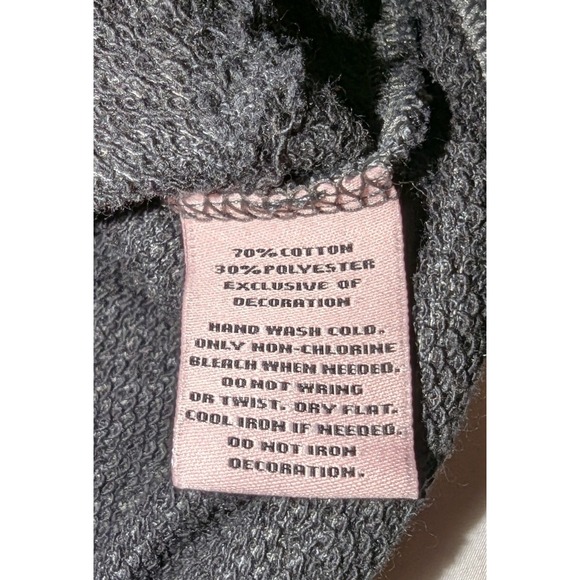 70% COTTON
30% POLYESTER
EXCLUSIVE OF
DECORATION
HAND WASH COLD.
ONLY NON-CHLORINE
BLEACH WHEN NEEDED.
DO NOT WRING
OR TWIST. DRY FLAT.
COOL IRON IF NEEDED.
DO NOT IRON
DECORATION.